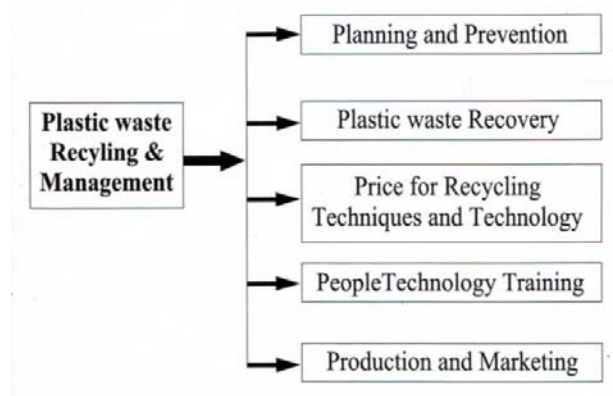 Planning and Prevention
Plastic waste
Recyling &
Management
Plastic waste Recovery
Price for Recycling
Techniques and Technology
PeopleTechnology Training
Production and Marketing